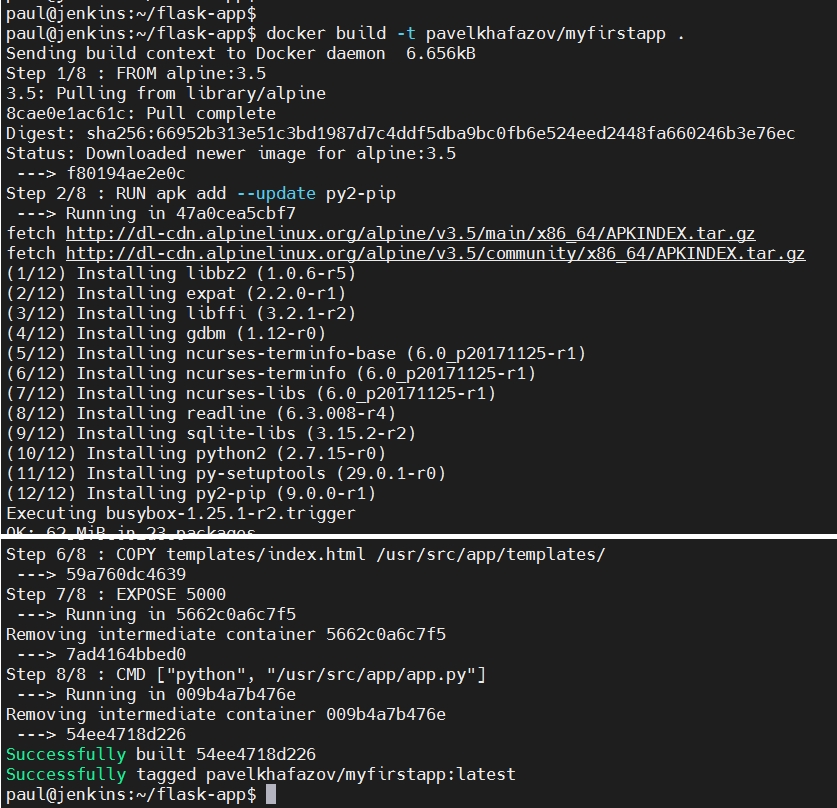 paul@jenkins:~/flask-app$
paul@jenkins:~/flask-app$ docker build -t pavelkhafazov/myfirstapp .
Sending build context to Docker daemon  6.656kB
Step 1/8 : FROM alpine:3.5
3.5: Pulling from library/alpine
8cae0e1ac61c: Pull complete
Digest: sha256:66952b313e51c3bd1987d7c4ddf5dba9bc0fb6e524eed2448fa660246b3e76ec
Status: Downloaded newer image for alpine:3.5
 ---> f80194ae2e0c
Step 2/8 : RUN apk add --update py2-pip
 ---> Running in 47a0cea5cbf7
fetch http://dl-cdn.alpinelinux.org/alpine/v3.5/main/x86_64/APKINDEX.tar.gz
fetch http://dl-cdn.alpinelinux.org/alpine/v3.5/community/x86_64/APKINDEX.tar.gz
(1/12) Installing libbz2 (1.0.6-r5)
(2/12) Installing expat (2.2.0-r1)
(3/12) Installing libffi (3.2.1-r2)
(4/12) Installing gdbm (1.12-r0)
(5/12) Installing ncurses-terminfo-base (6.0_p20171125-r1)
(6/12) Installing ncurses-terminfo (6.0_p20171125-r1)
(7/12) Installing ncurses-libs (6.0_p20171125-r1)
(8/12) Installing readline (6.3.008-r4)
(9/12) Installing sqlite-libs (3.15.2-r2)
(10/12) Installing python2 (2.7.15-r0)
(11/12) Installing py-setuptools (29.0.1-r0)
(12/12) Installing py2-pip (9.0.0-r1)
Executing busybox-1.25.1-r2.trigger
OK: 62 MiB in 23 packages
Step 6/8 : COPY templates/index.html /usr/src/app/templates/
 ---> 59a760dc4639
Step 7/8 : EXPOSE 5000
 ---> Running in 5662c0a6c7f5
Removing intermediate container 5662c0a6c7f5
 ---> 7ad4164bbed0
Step 8/8 : CMD ["python", "/usr/src/app/app.py"]
 ---> Running in 009b4a7b476e
Removing intermediate container 009b4a7b476e
 ---> 54ee4718d226
Successfully built 54ee4718d226
Successfully tagged pavelkhafazov/myfirstapp:latest
paul@jenkins:~/flask-app$